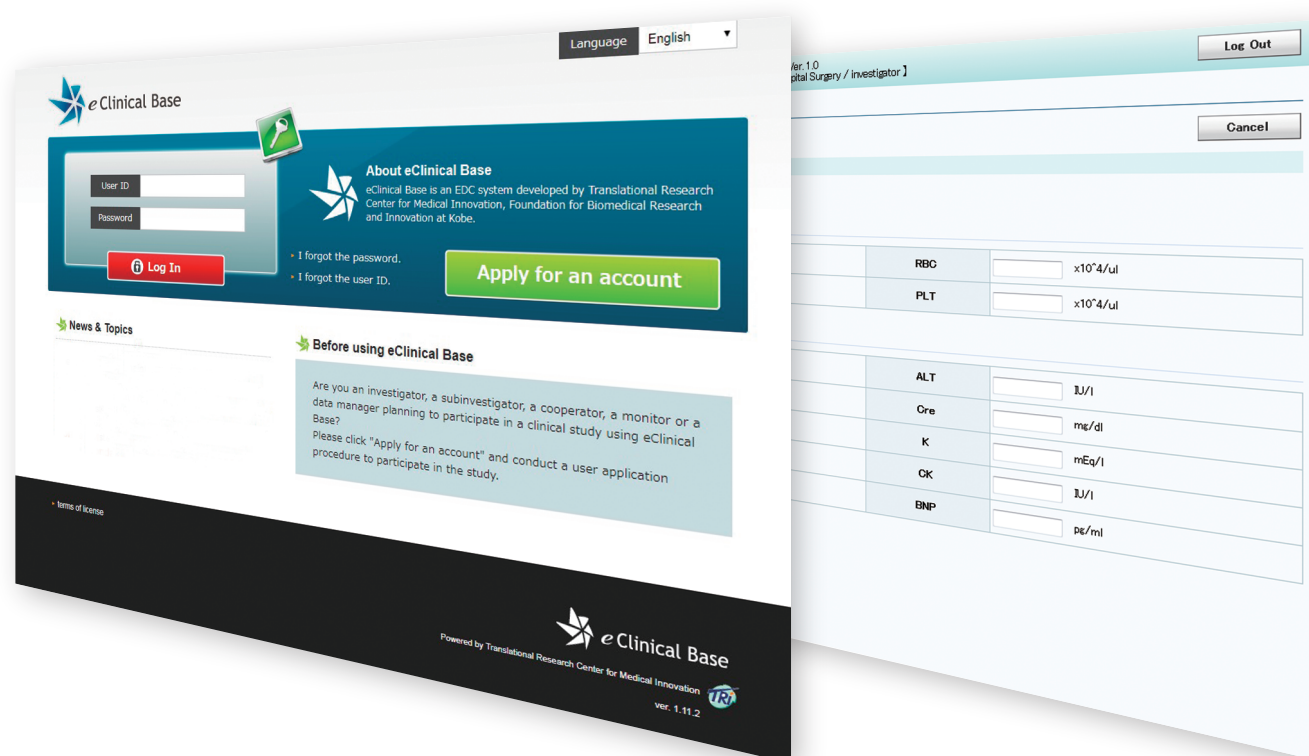 Language English
e Clinical Base
User ID
Password
Log In
About eClinical Base
eClinical Base is an EDC system developed by Translational Research
Center for Medical Innovation, Foundation for Biomedical Research
and Innovation at Kobe.
I forgot the password.
I forgot the user ID.
Apply for an account
News & Topics
Before using eClinical Base
Are you an investigator, a subinvestigator, a cooperator, a monitor or a
data manager planning to participate in a clinical study using eClinical
Base?
Please click "Apply for an account" and conduct a user application
procedure to participate in the study.
terms of license
e Clinical Base
Powered by Translational Research Center for Medical Innovation
TRi
ver. 1.11.2
Ver. 1.0
pital Surgery / investigator】
Log Out
Cancel
RBC x10^4/ul
PLT x10^4/ul
ALT IU/l
Cre mg/dl
K mEq/l
CK IU/l
BNP pg/ml